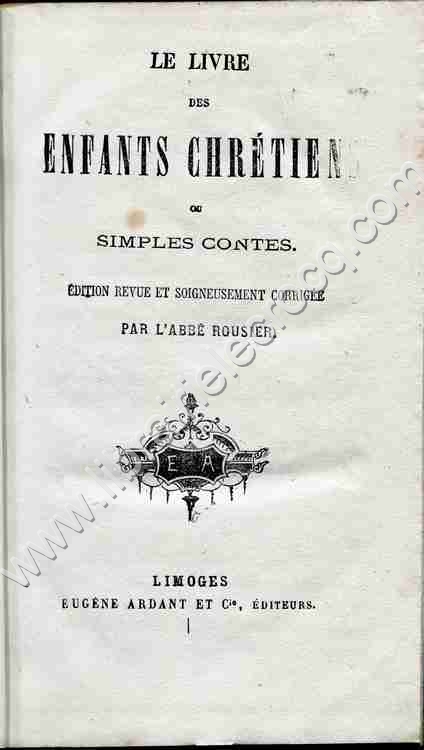 LE LIVRE
DES
ENFANTS CHRÉTIENS
OU
SIMPLES CONTES.
ÉDITION REVUE ET SOIGNEUSEMENT CORRIGÉE
PAR L'ABBÉ ROUSIER.
E A
LIMOGES
EUGÈNE ARDANT ET Cie, ÉDITEURS.